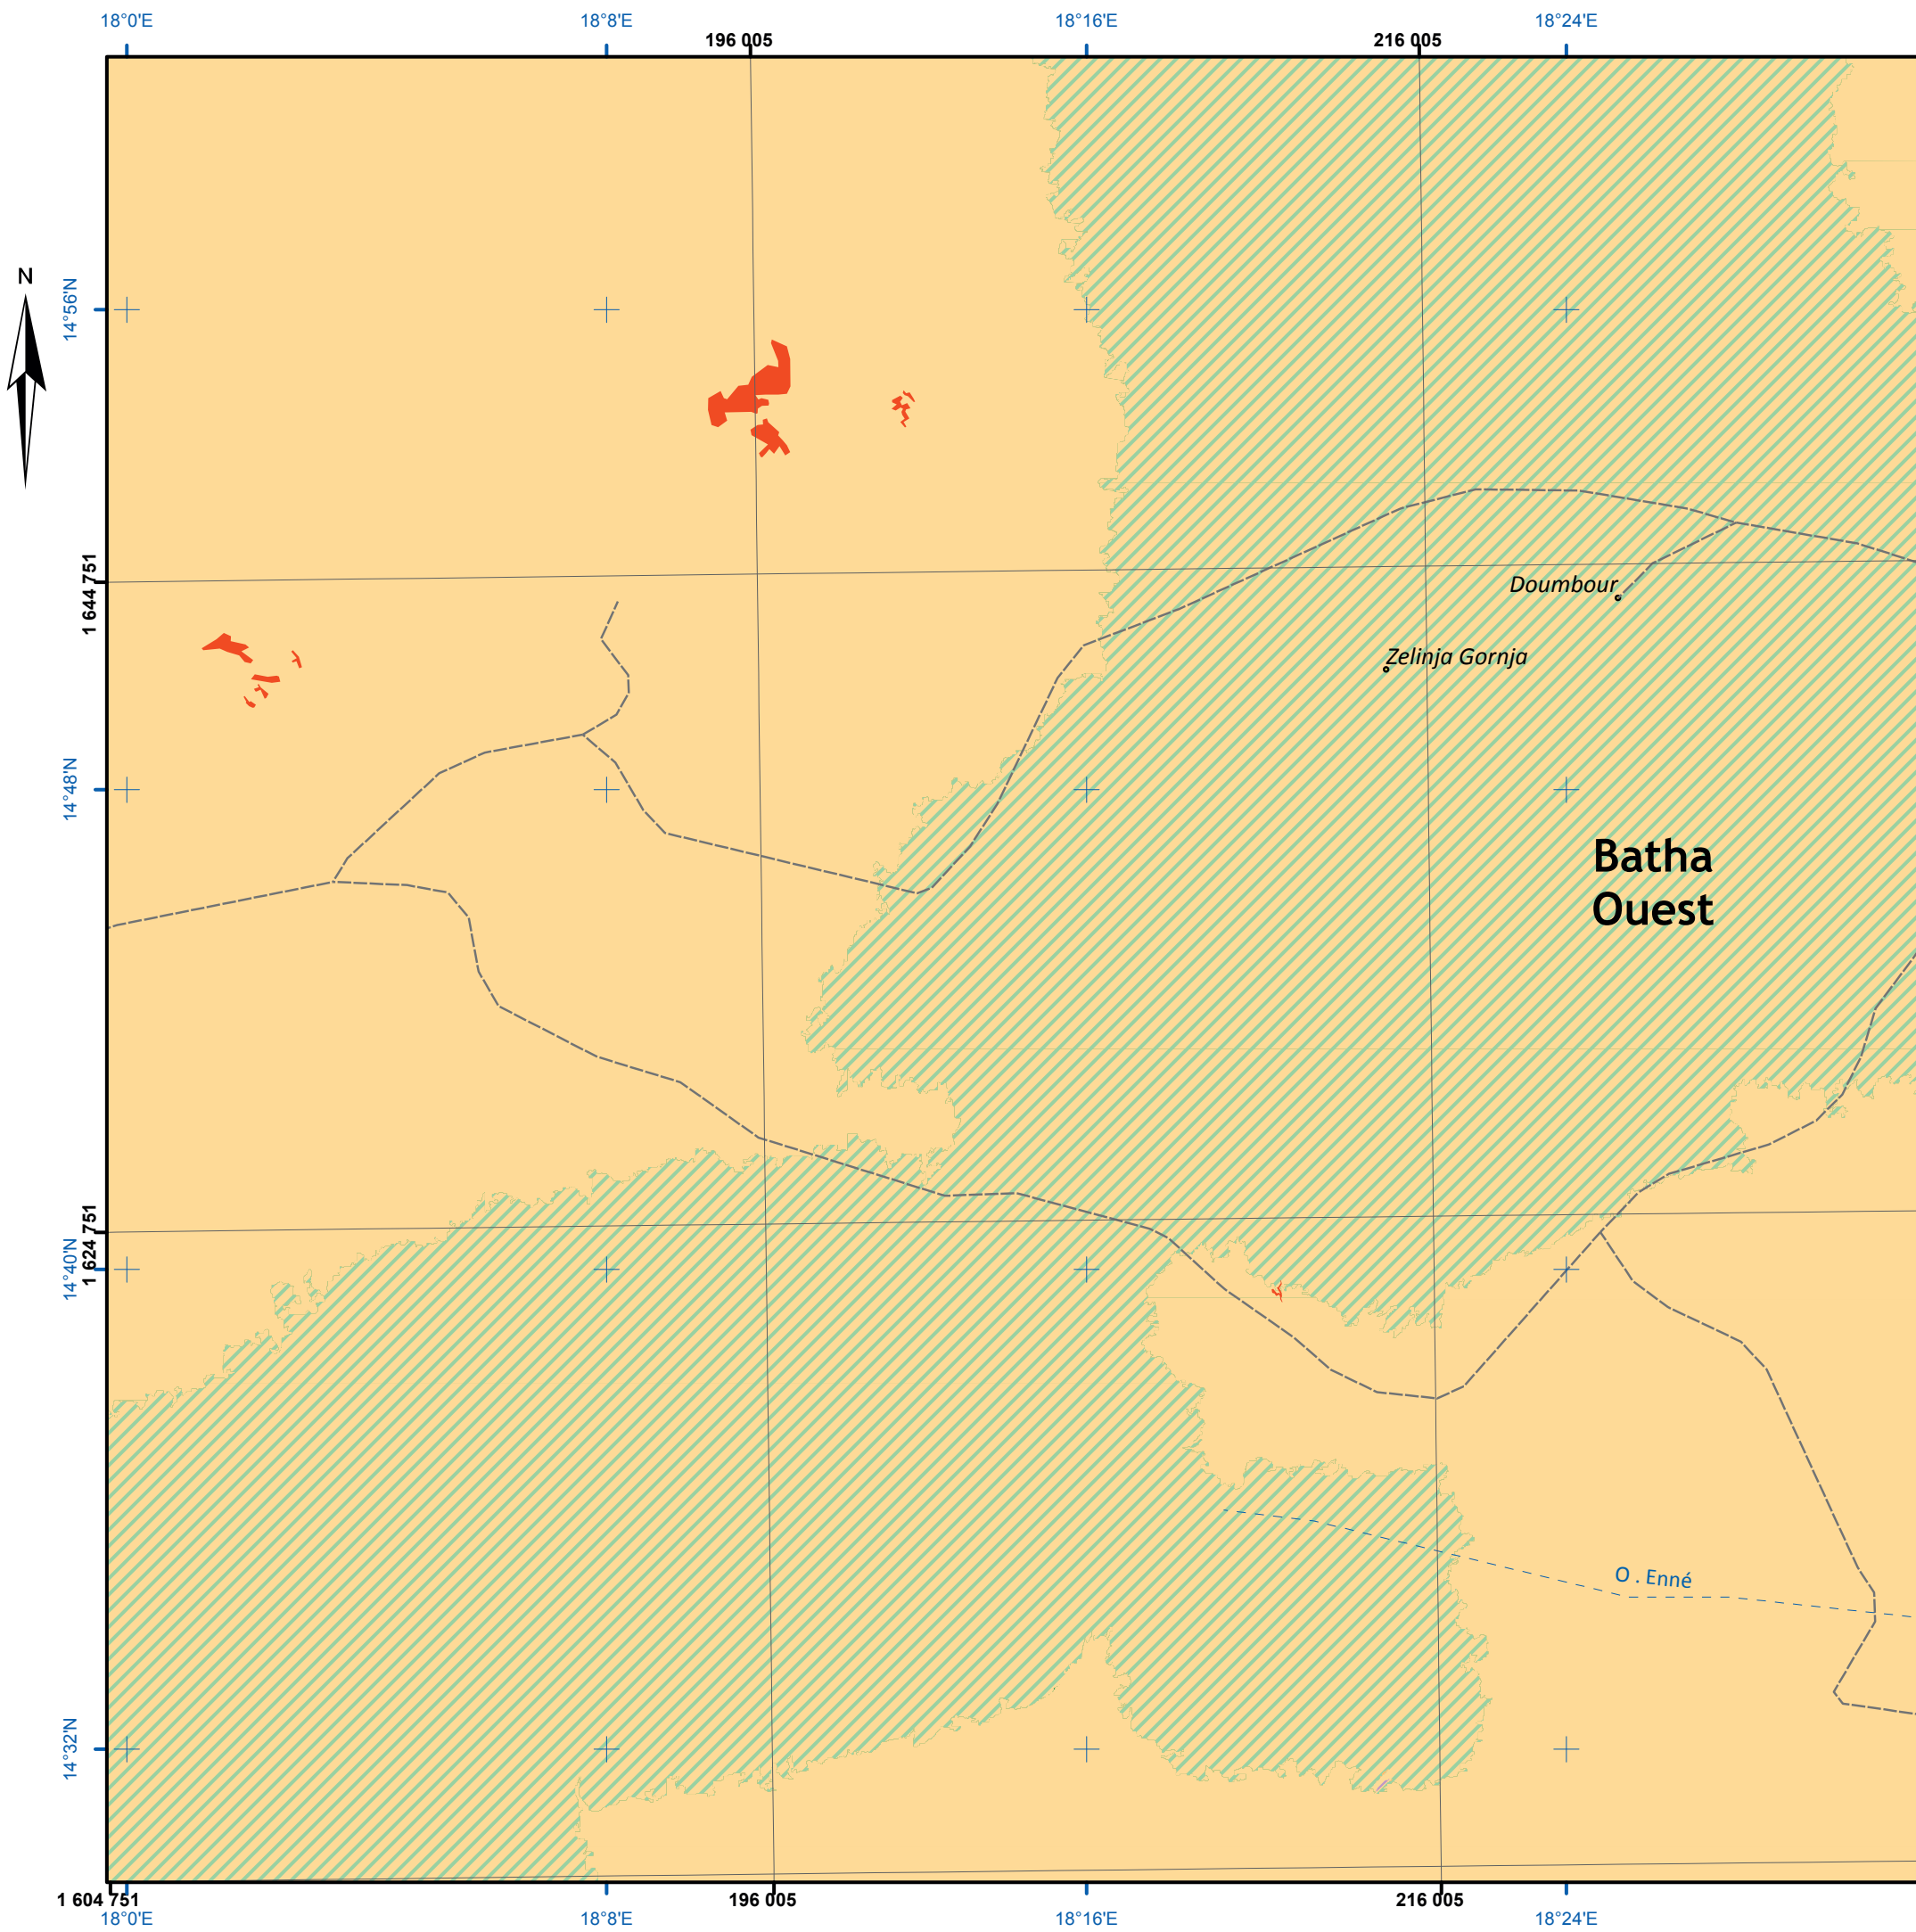 18°0'E 18°8'E 18°16'E 18°24'E
196 005 216 005
N
14°56'N
1 644 751
Doumbour
Zelinja Gornja
14°48'N
Batha
Ouest
1 624 751
14°40'N
O . Enné
14°32'N
1 604 751 196 005 216 005
18°0'E 18°8'E 18°16'E 18°24'E